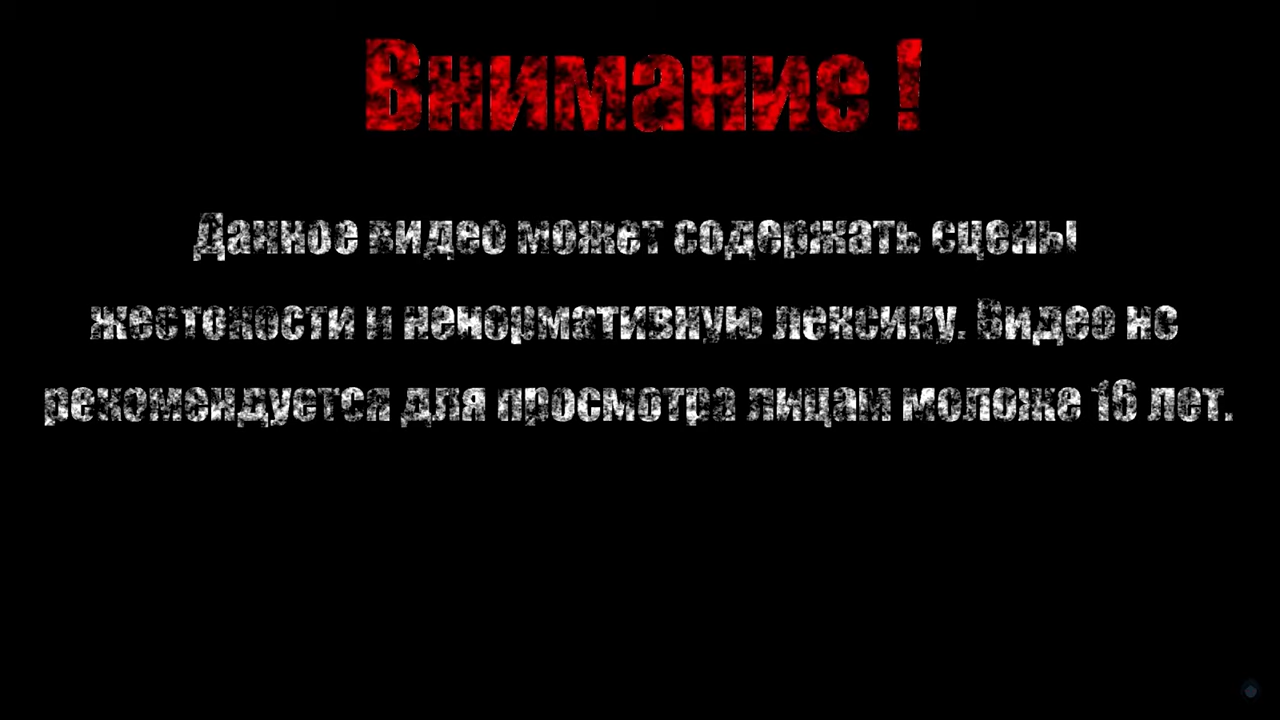 Внимание !
Данное видео может содержать сцены
жестокости и ненормативную лексику. Видео не
рекомендуется для просмотра лицам моложе 16 лет.